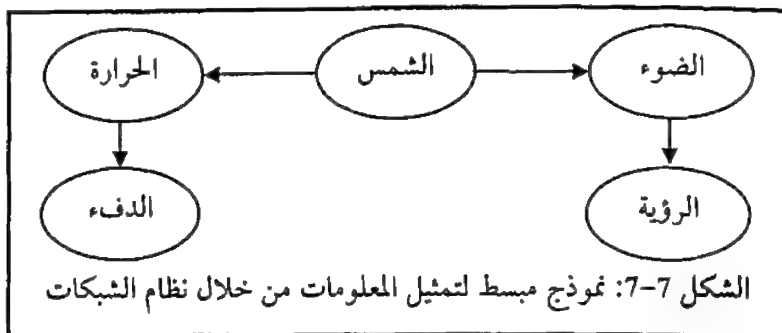 الضوء الشمس الحرارة
الرؤية الدفء
الشكل 7-7: نموذج مبسط لتمثيل المعلومات من خلال نظام الشبكات